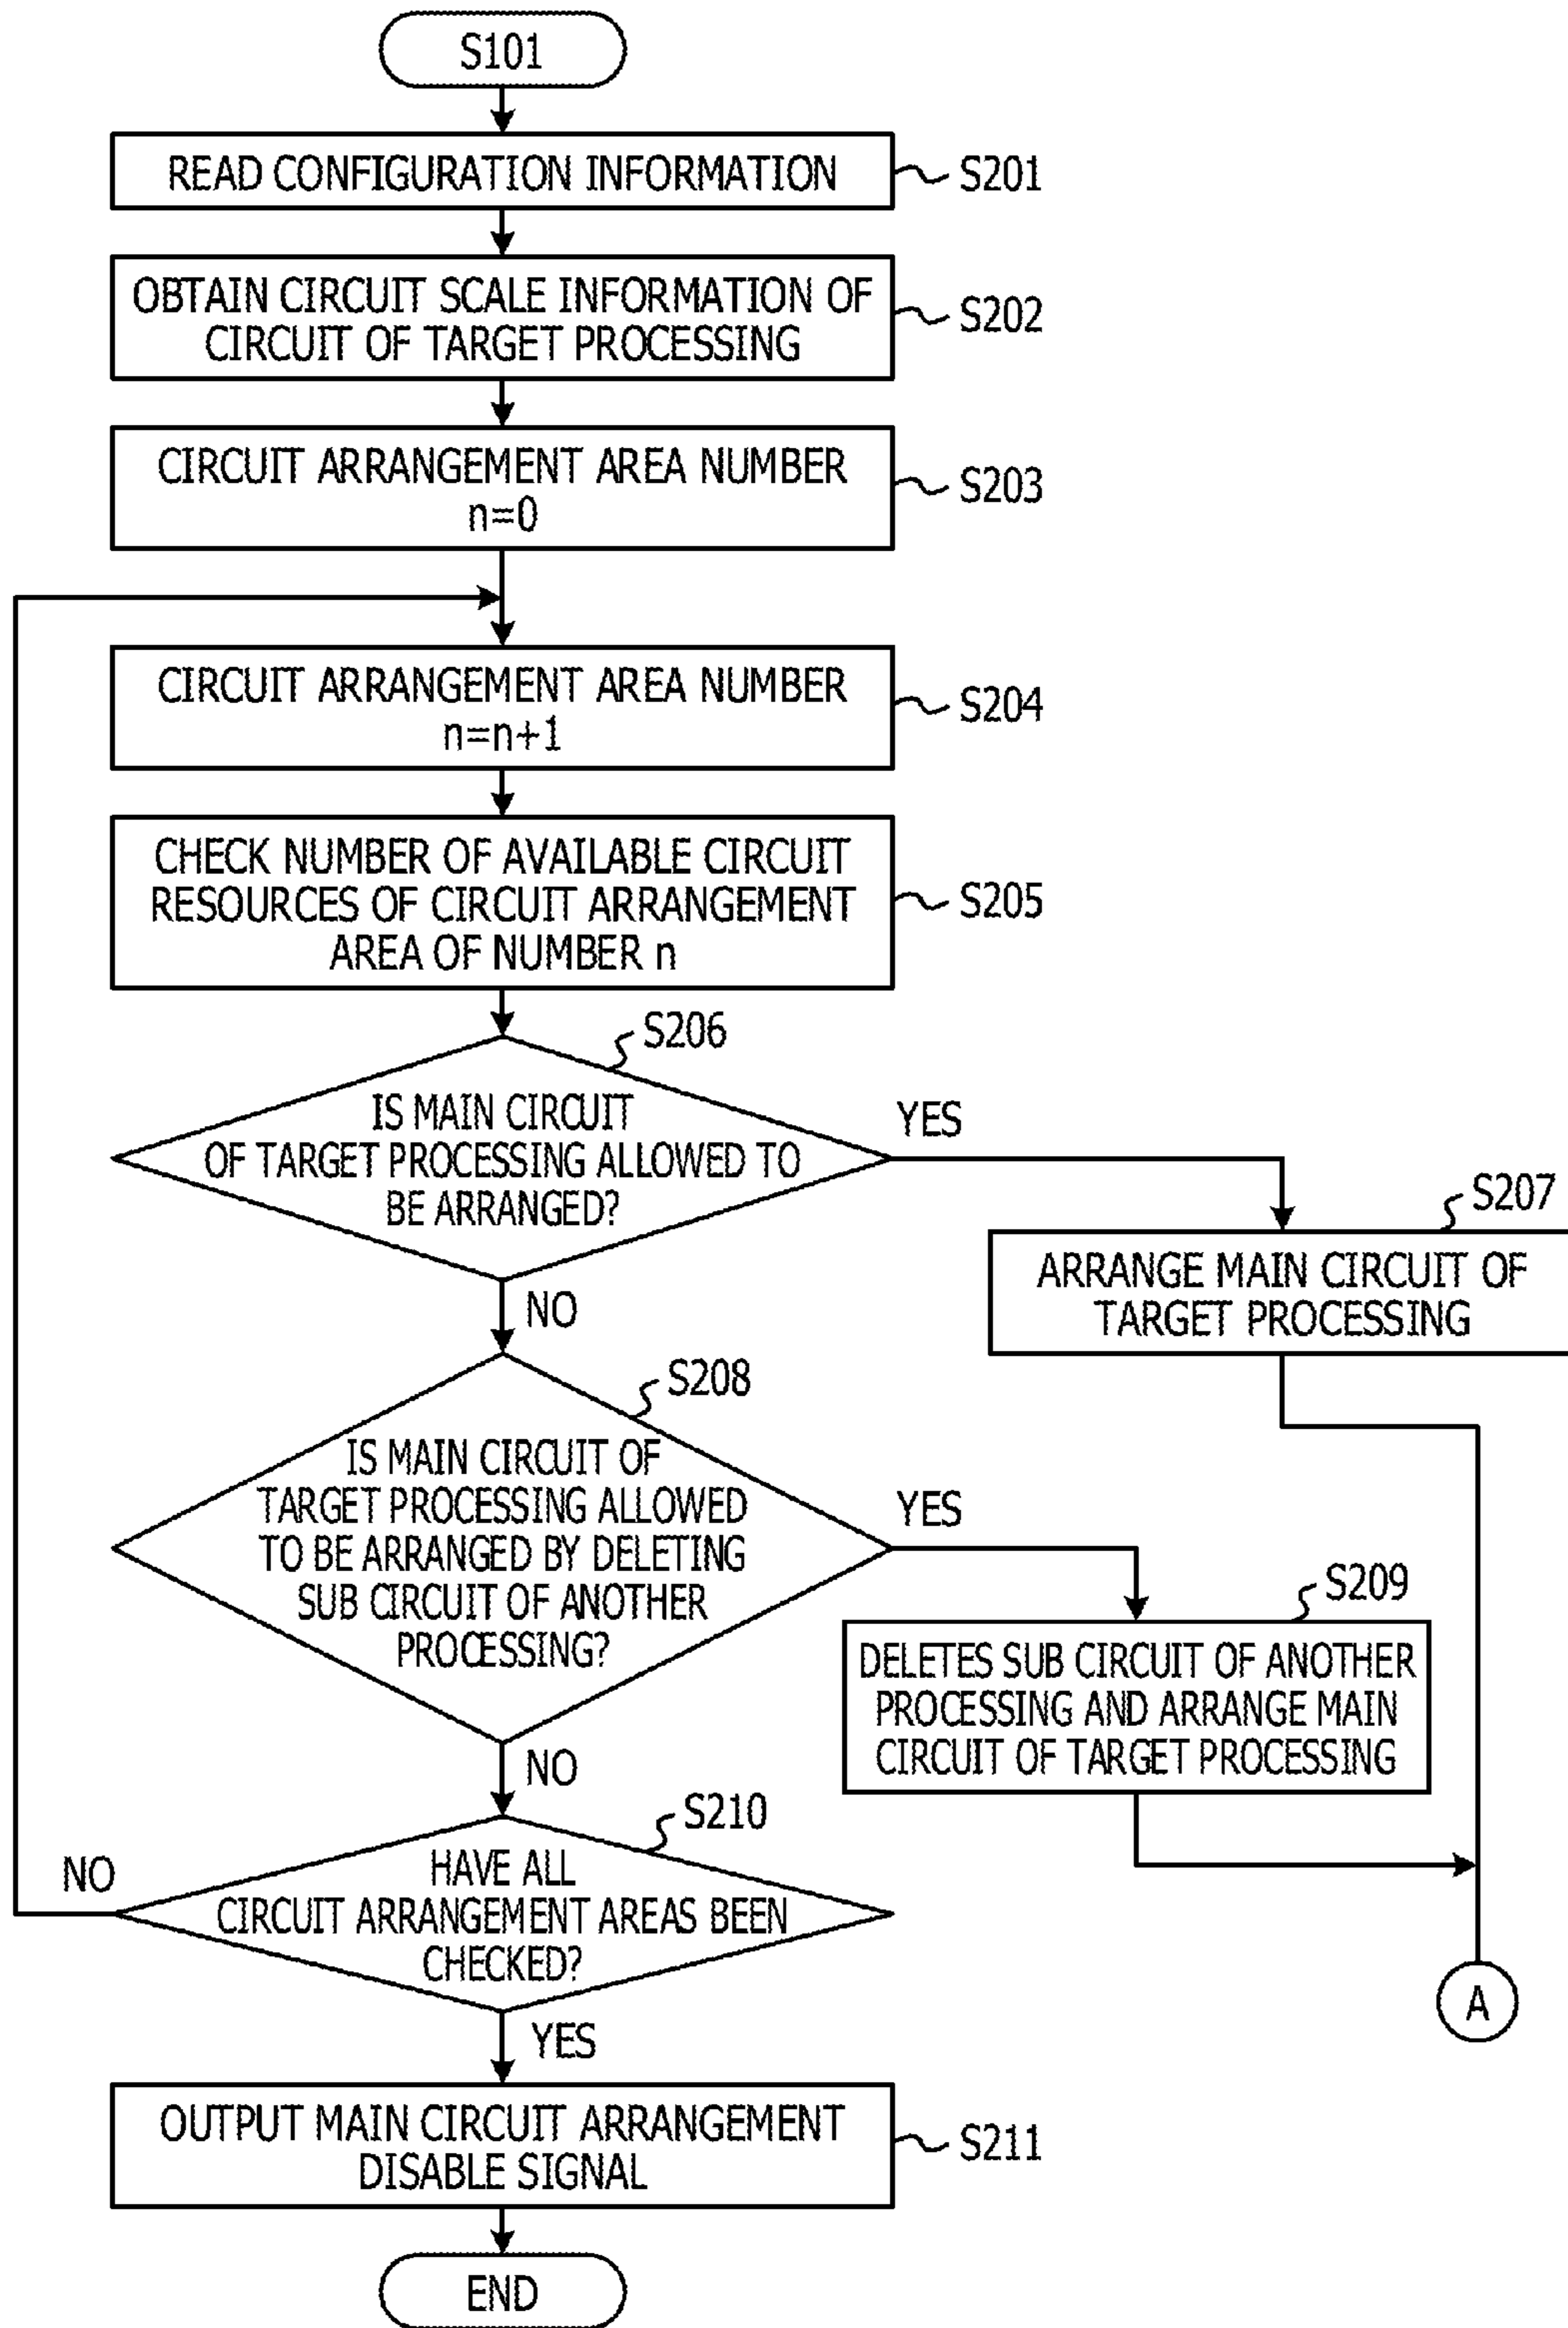 S101
READ CONFIGURATION INFORMATION
S201
OBTAIN CIRCUIT SCALE INFORMATION OF
CIRCUIT OF TARGET PROCESSING
S202
CIRCUIT ARRANGEMENT AREA NUMBER
n=0
S203
CIRCUIT ARRANGEMENT AREA NUMBER
n=n+1
S204
CHECK NUMBER OF AVAILABLE CIRCUIT
RESOURCES OF CIRCUIT ARRANGEMENT
AREA OF NUMBER n
S205
S206
IS MAIN CIRCUIT
OF TARGET PROCESSING ALLOWED TO
BE ARRANGED?
YES
NO
S207
ARRANGE MAIN CIRCUIT OF
TARGET PROCESSING
S208
IS MAIN CIRCUIT OF
TARGET PROCESSING ALLOWED
TO BE ARRANGED BY DELETING
SUB CIRCUIT OF ANOTHER
PROCESSING?
YES
NO
S209
DELETES SUB CIRCUIT OF ANOTHER
PROCESSING AND ARRANGE MAIN
CIRCUIT OF TARGET PROCESSING
S210
HAVE ALL
CIRCUIT ARRANGEMENT AREAS BEEN
CHECKED?
NO
YES
A
OUTPUT MAIN CIRCUIT ARRANGEMENT
DISABLE SIGNAL
S211
END